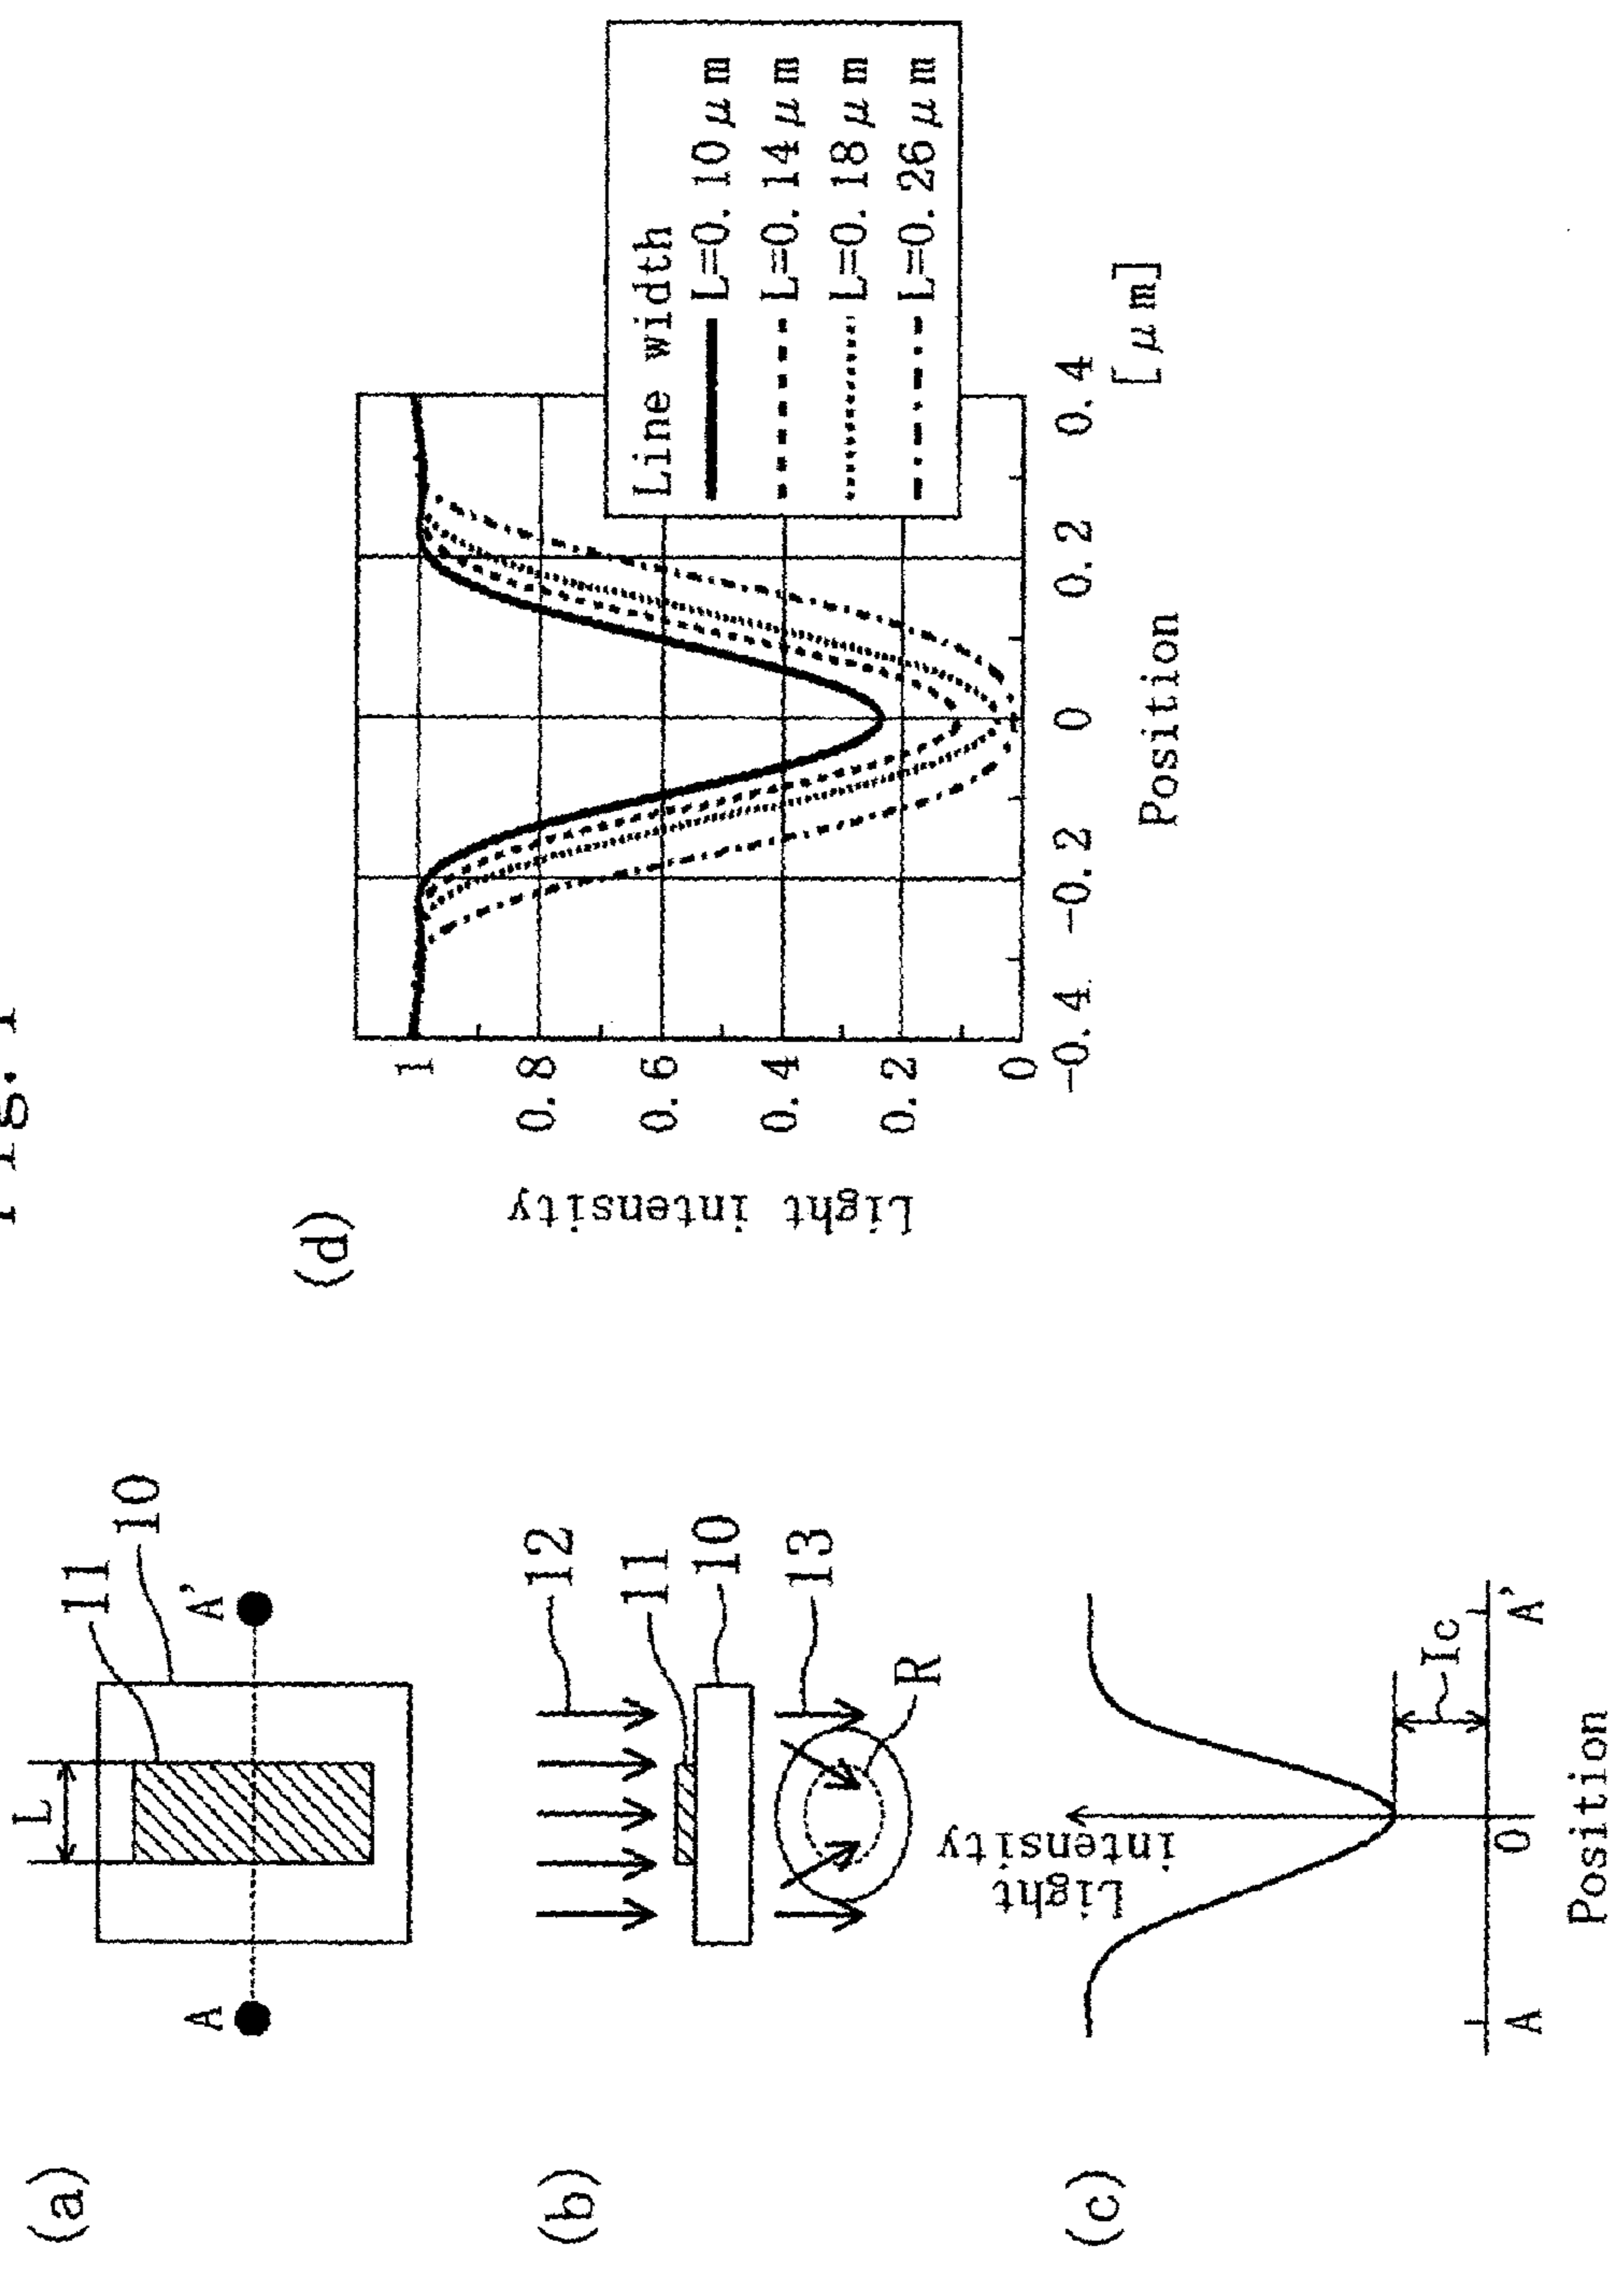 Fig. 1
(a)
L
11
10
A
A'
(b)
12
11
10
13
R
(c)
Light
intensity
Ic
A
0
A'
Position
(d)
Light intensity
1
0.8
0.6
0.4
0.2
0
-0.4
-0.2
0
0.2
0.4
[μm]
Position
Line width
L=0.10μm
L=0.14μm
L=0.18μm
L=0.26μm